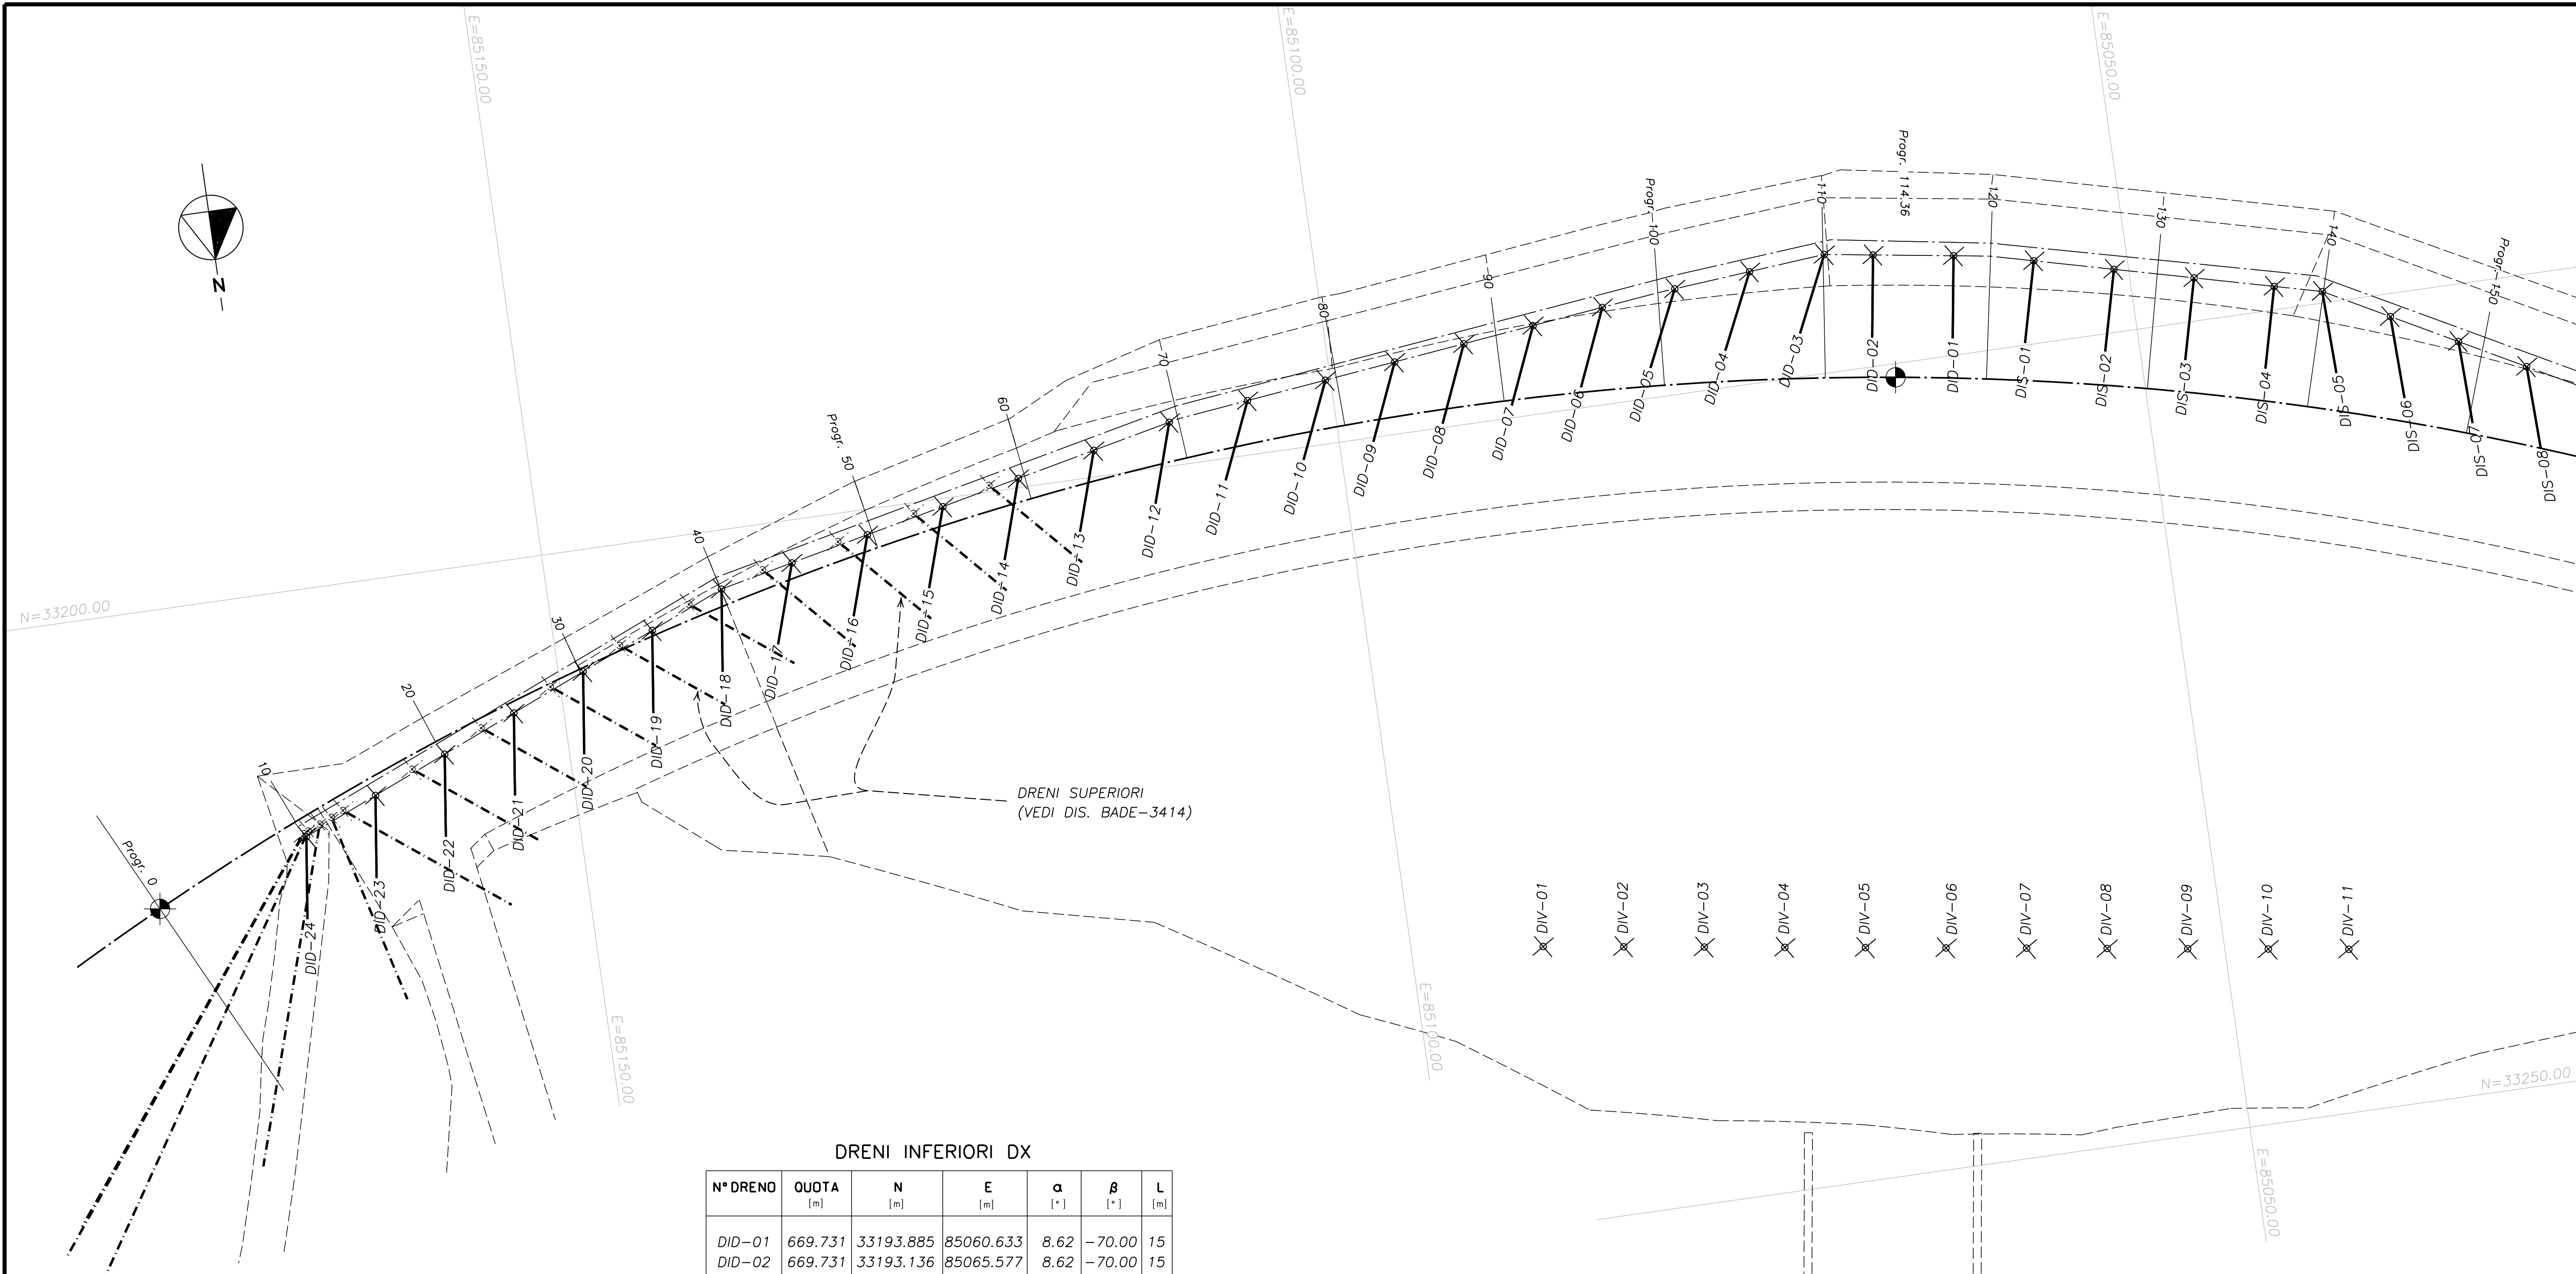 E=85150.00
E=85100.00
E=85050.00
N
N=33200.00
Progr. 0
10
20
30
40
Progr. 50
60
70
80
90
Progr. 100
110
Progr. 114.36
120
130
140
Progr. 150
DID-24
DID-23
DID-22
DID-21
DID-20
DID-19
DID-18
DID-17
DID-16
DID-15
DID-14
DID-13
DID-12
DID-11
DID-10
DID-09
DID-08
DID-07
DID-06
DID-05
DID-04
DID-03
DID-02
DID-01
DIS-01
DIS-02
DIS-03
DIS-04
DIS-05
DIS-06
DIS-07
DIS-08
DRENI SUPERIORI
(VEDI DIS. BADE-3414)
DIV-01
DIV-02
DIV-03
DIV-04
DIV-05
DIV-06
DIV-07
DIV-08
DIV-09
DIV-10
DIV-11
E=85150.00
E=85100.00
E=85050.00
N=33250.00
DRENI INFERIORI DX
N° DRENO QUOTA N E α β L
[m] [m] [m] [°] [°] [m]
DID-01 669.731 33193.885 85060.633 8.62 -70.00 15
DID-02 669.731 33193.136 85065.577 8.62 -70.00 15